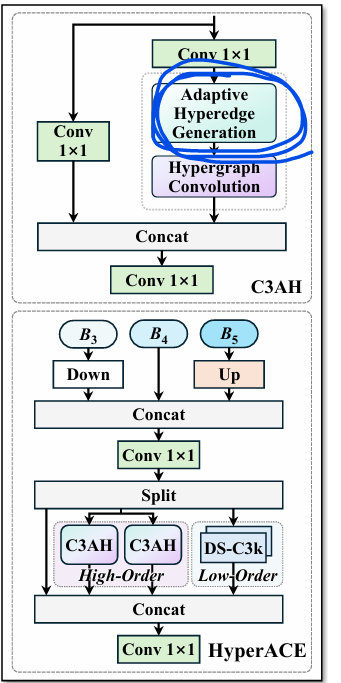 Conv 1×1
Adaptive
Hyperedge
Generation
Conv
1×1
Hypergraph
Convolution
Concat
Conv 1×1
C3AH
B3
B4
B5
Down
Up
Concat
Conv 1×1
Split
C3AH
C3AH
DS-C3k
High-Order
Low-Order
Concat
Conv 1×1
HyperACE